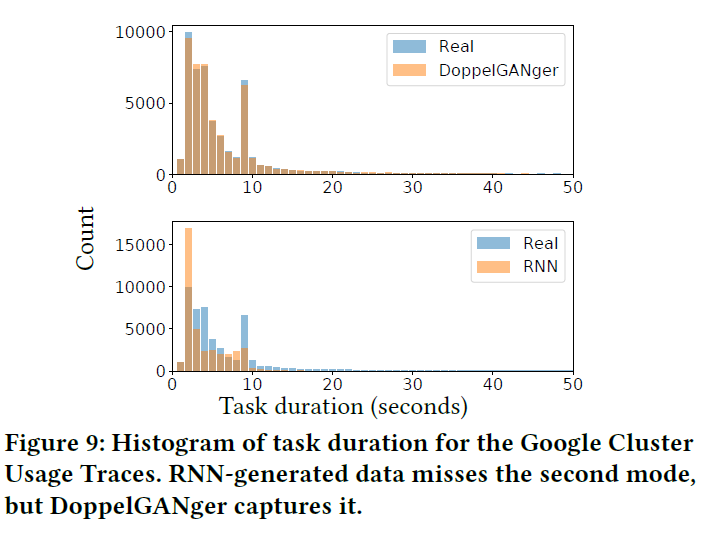 10000
5000
0
0 10 20 30 40 50
Real
DoppelGANger
Count
15000
10000
5000
0
0 10 20 30 40 50
Real
RNN
Task duration (seconds)
Figure 9: Histogram of task duration for the Google Cluster
Usage Traces. RNN-generated data misses the second mode,
but DoppelGANger captures it.